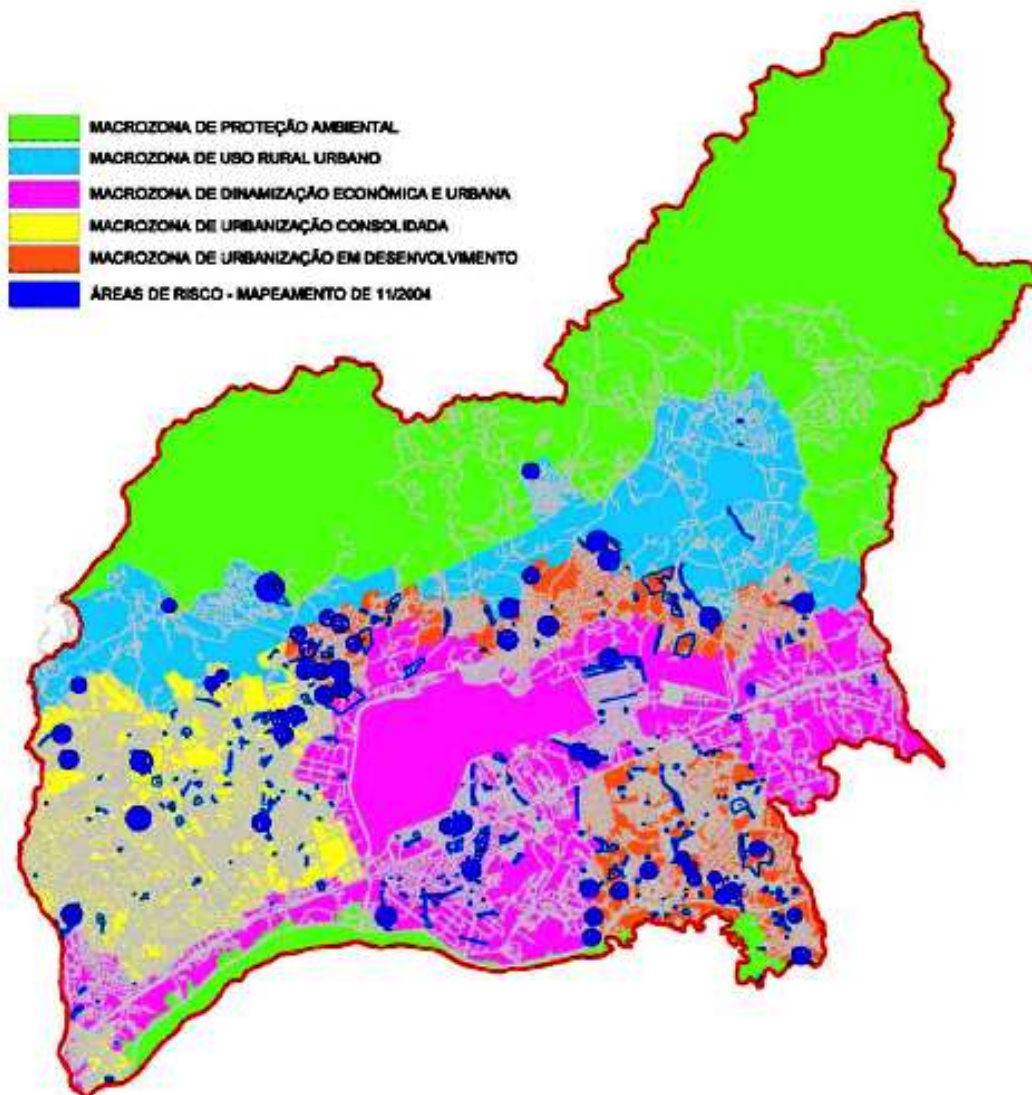 MACROZONA DE PROTEÇÃO AMBIENTAL
MACROZONA DE USO RURAL URBANO
MACROZONA DE DINAMIZAÇÃO ECONÔMICA E URBANA
MACROZONA DE URBANIZAÇÃO CONSOLIDADA
MACROZONA DE URBANIZAÇÃO EM DESENVOLVIMENTO
ÁREAS DE RISCO - MAPEAMENTO DE 11/2004